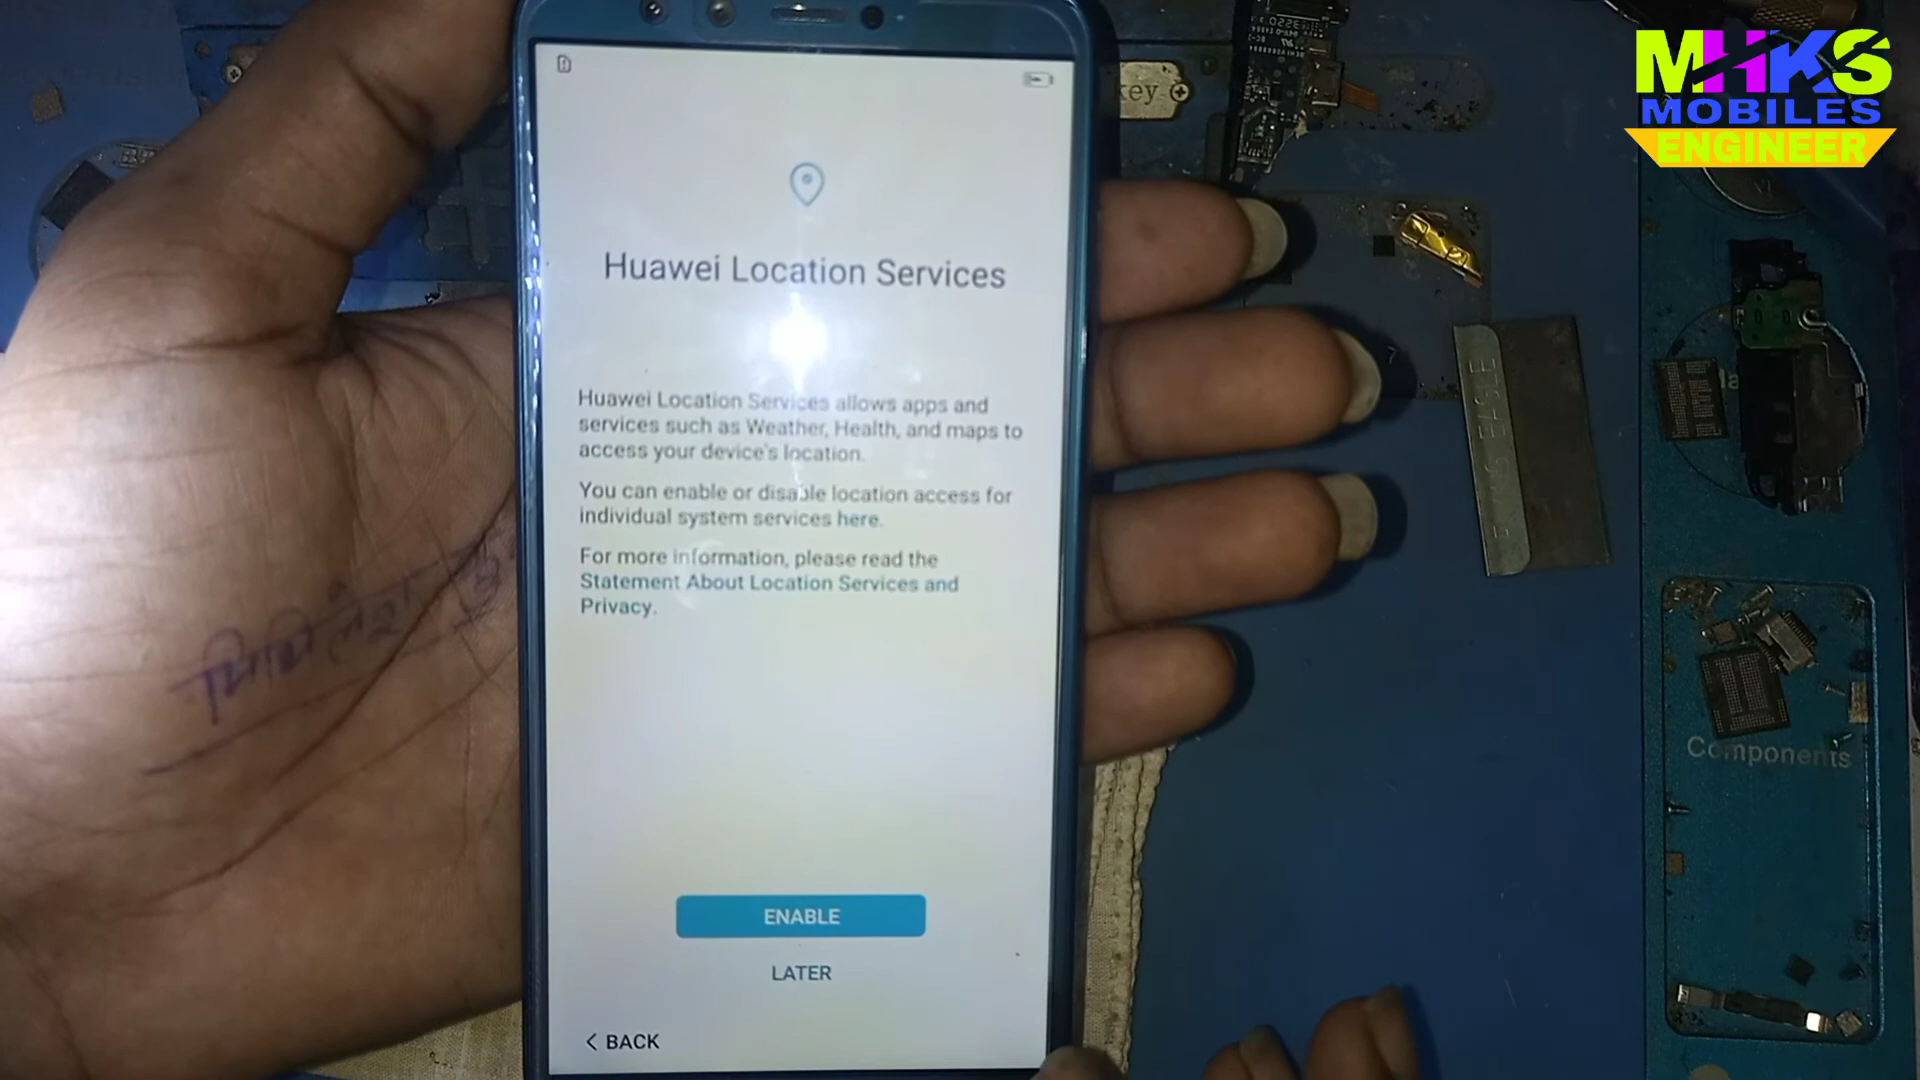 MHKS
MOBILES
ENGINEER
key
Huawei Location Services
Huawei Location Services allows apps and
services such as Weather, Health, and maps to
access your device's location.
You can enable or disable location access for
individual system services here.
For more information, please read the
Statement About Location Services and
Privacy.
ENABLE
LATER
< BACK
EAGLE
Components